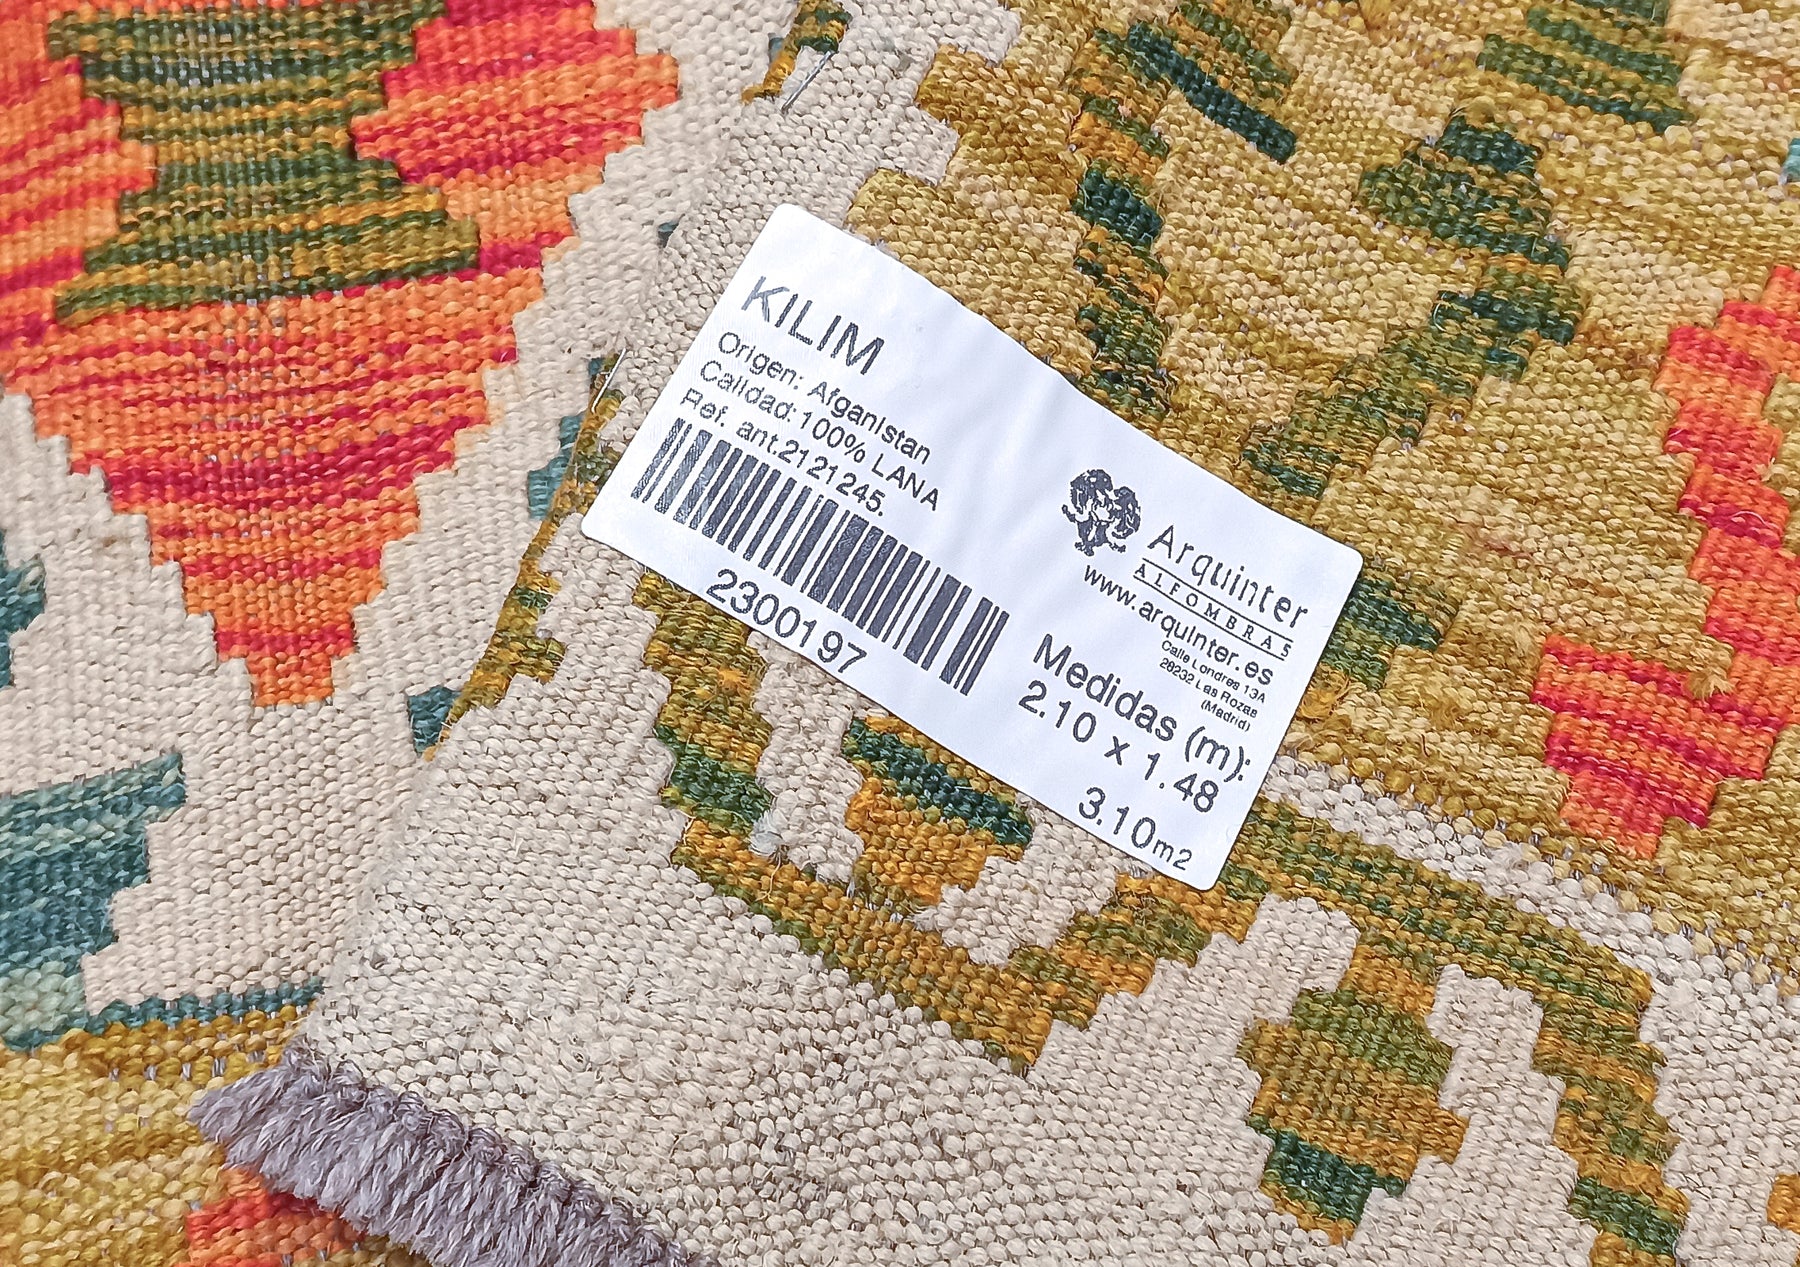 KILIM
Origen: Afganistan
Calidad: 100% LANA
Ref. ant.2121245.
2300197
Arquinter
ALFOMBRAS
www.arquinter.es
Calle Londres 13A
28232 Las Rozas
(Madrid)
Medidas (m):
2.10 x 1.48
3.10m2